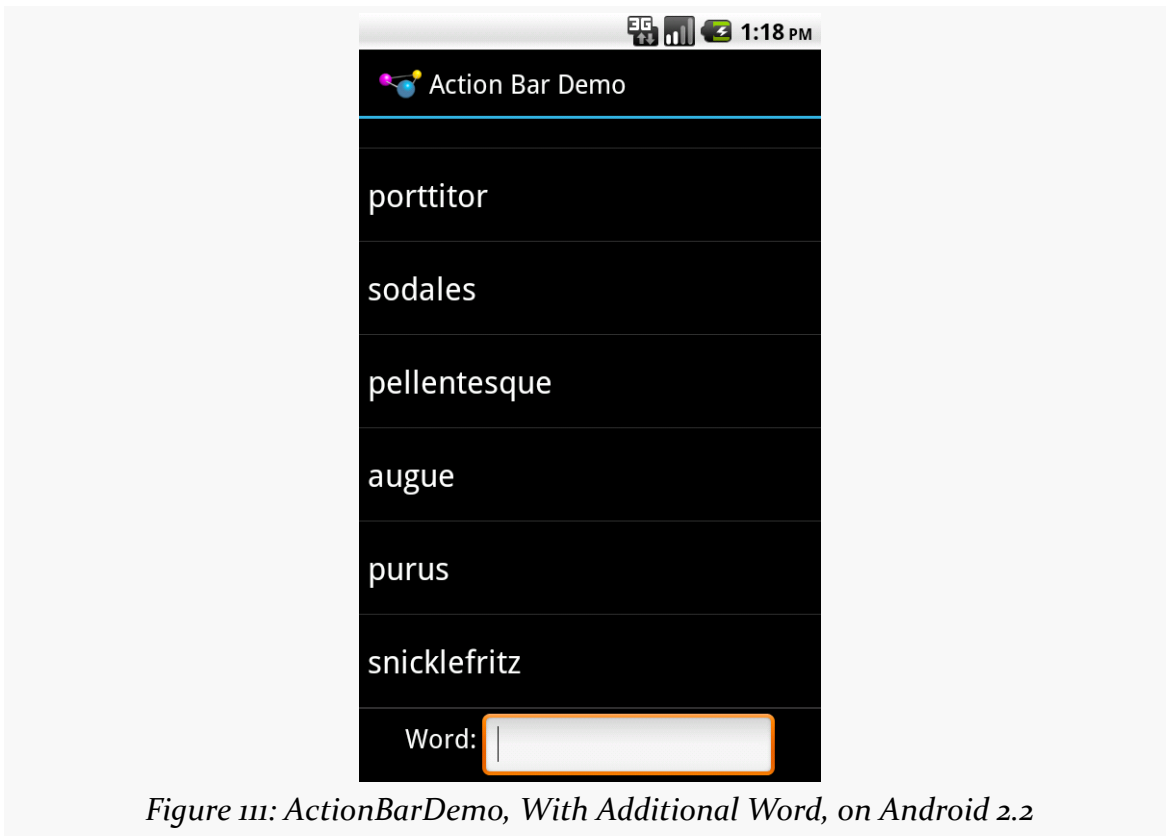 3G 1:18 PM
Action Bar Demo
porttitor
sodales
pellentesque
augue
purus
snicklefritz
Word:
Figure 111: ActionBarDemo, With Additional Word, on Android 2.2